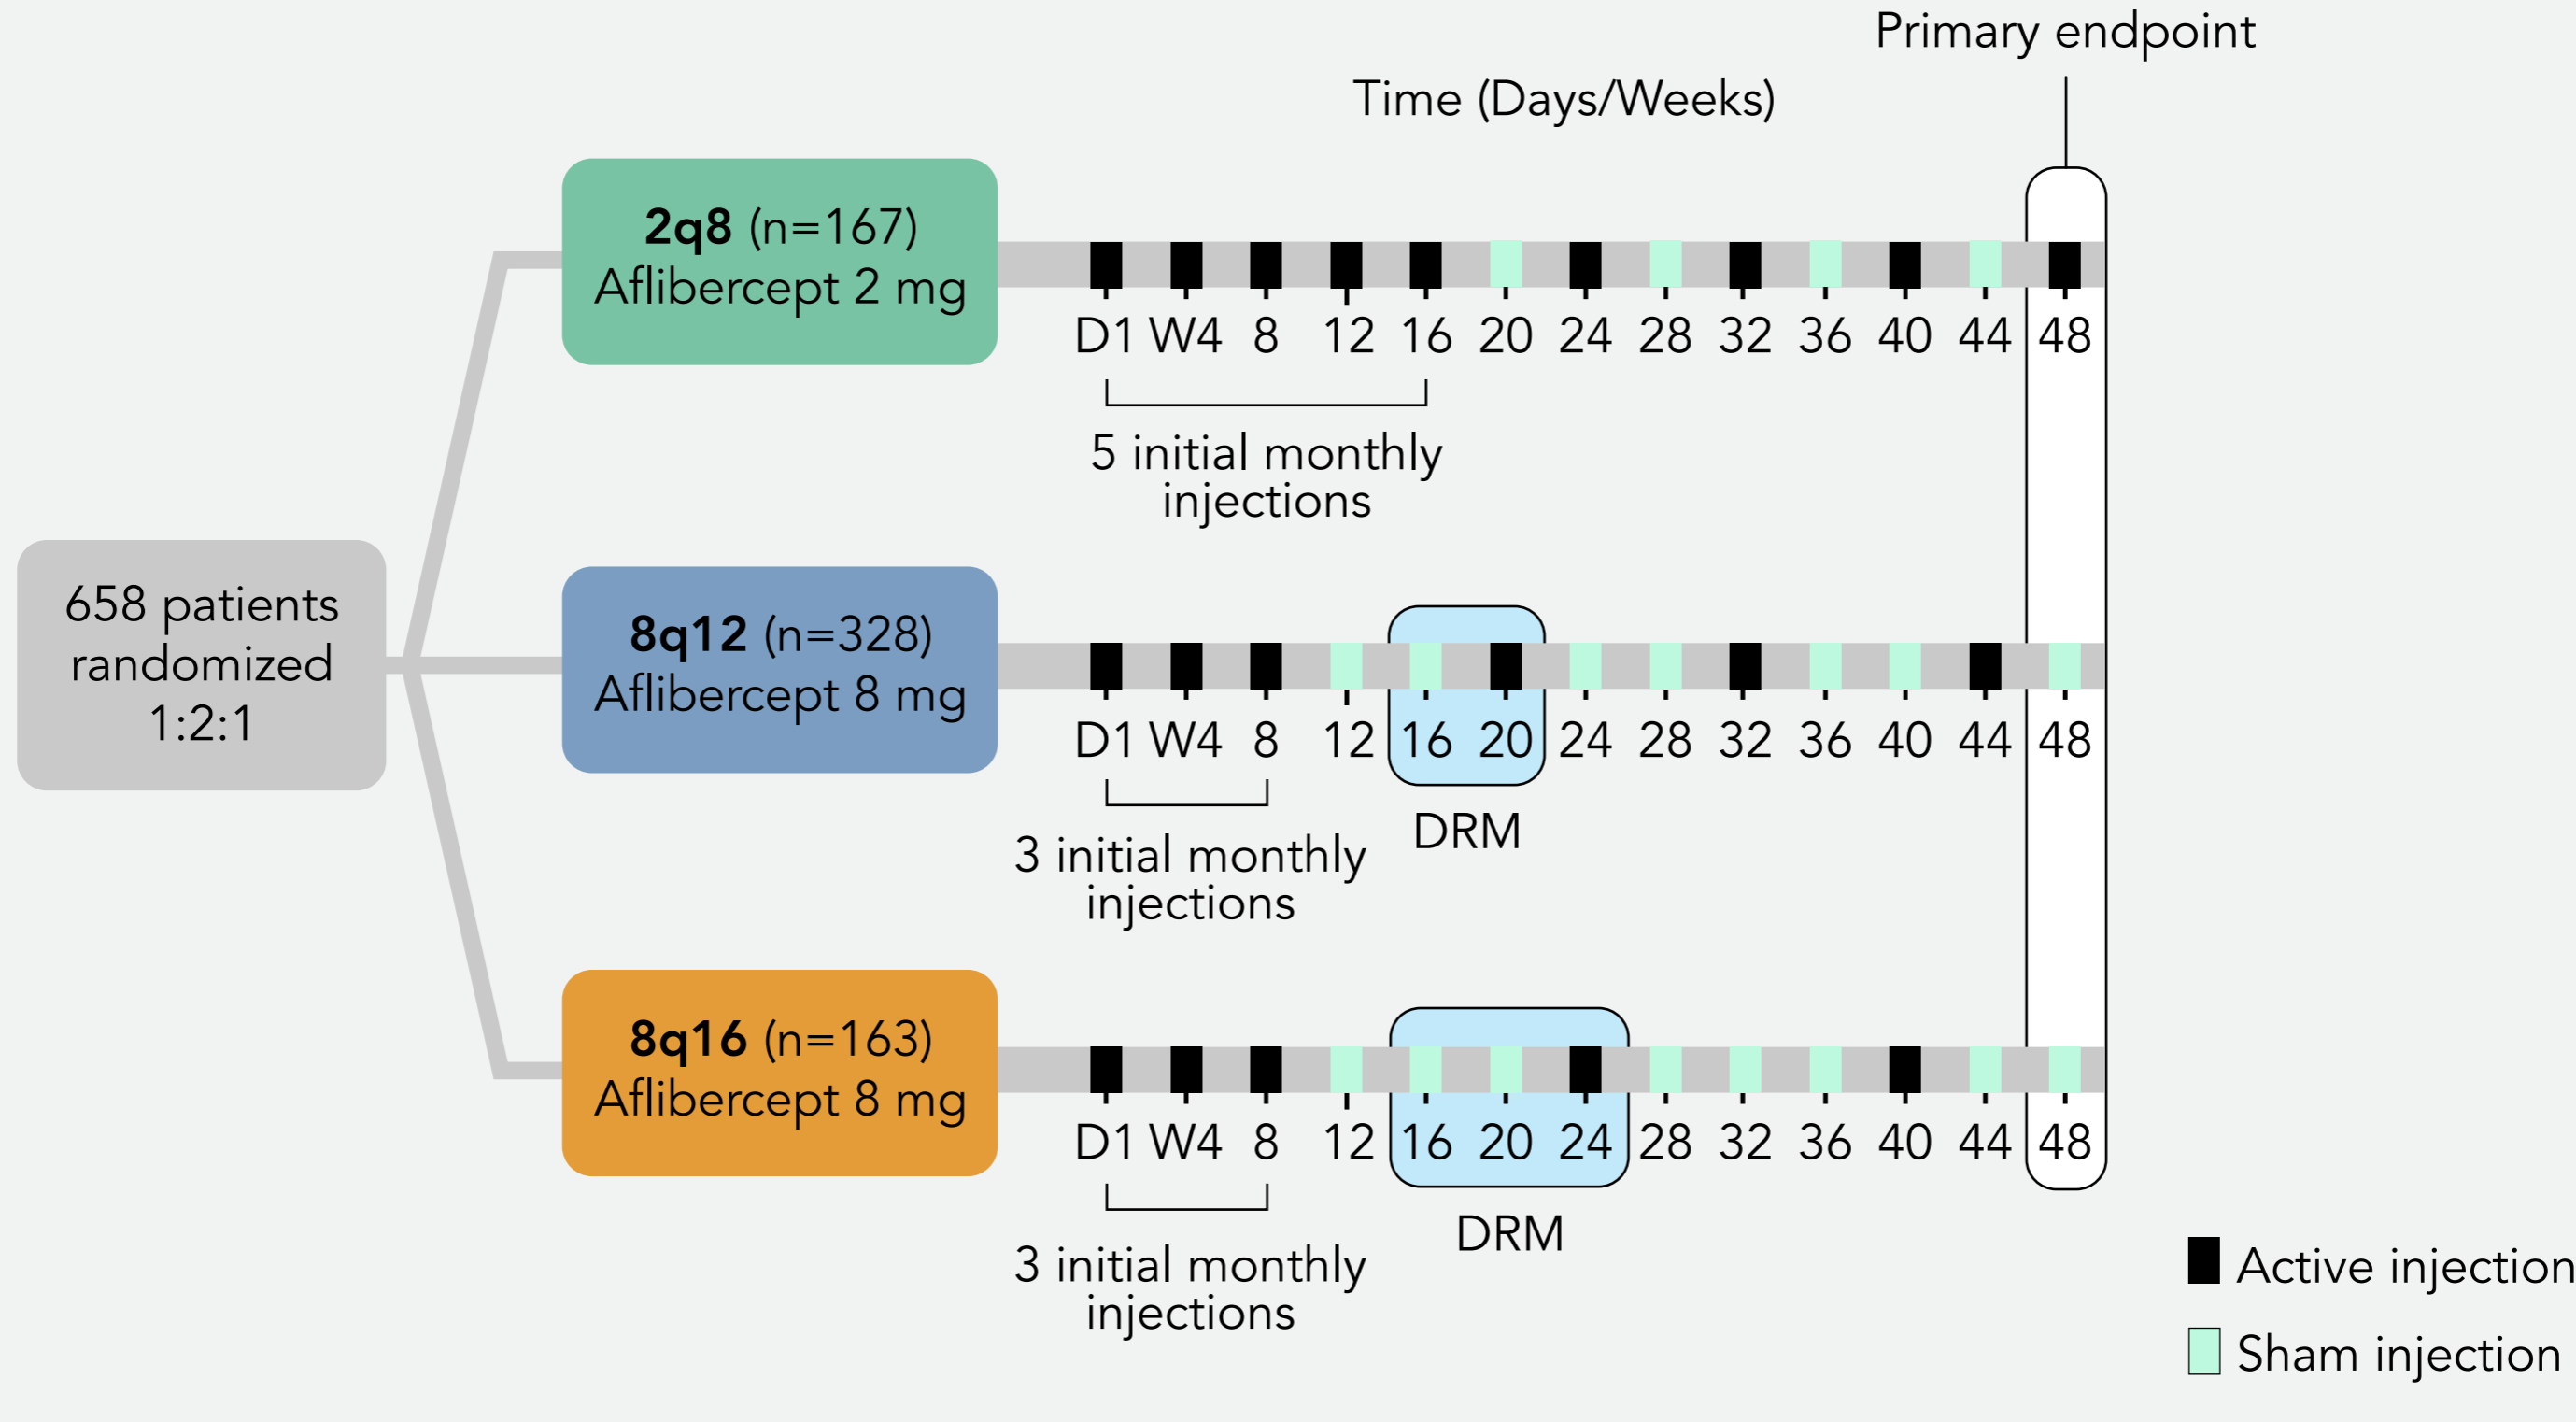 Primary endpoint
Time (Days/Weeks)
2q8 (n=167)
Aflibercept 2 mg
D1 W4 8 12 16 20 24 28 32 36 40 44 48
5 initial monthly
injections
658 patients
randomized
1:2:1
8q12 (n=328)
Aflibercept 8 mg
D1 W4 8 12 16 20 24 28 32 36 40 44 48
3 initial monthly
injections
DRM
8q16 (n=163)
Aflibercept 8 mg
D1 W4 8 12 16 20 24 28 32 36 40 44 48
3 initial monthly
injections
DRM
Active injection
Sham injection